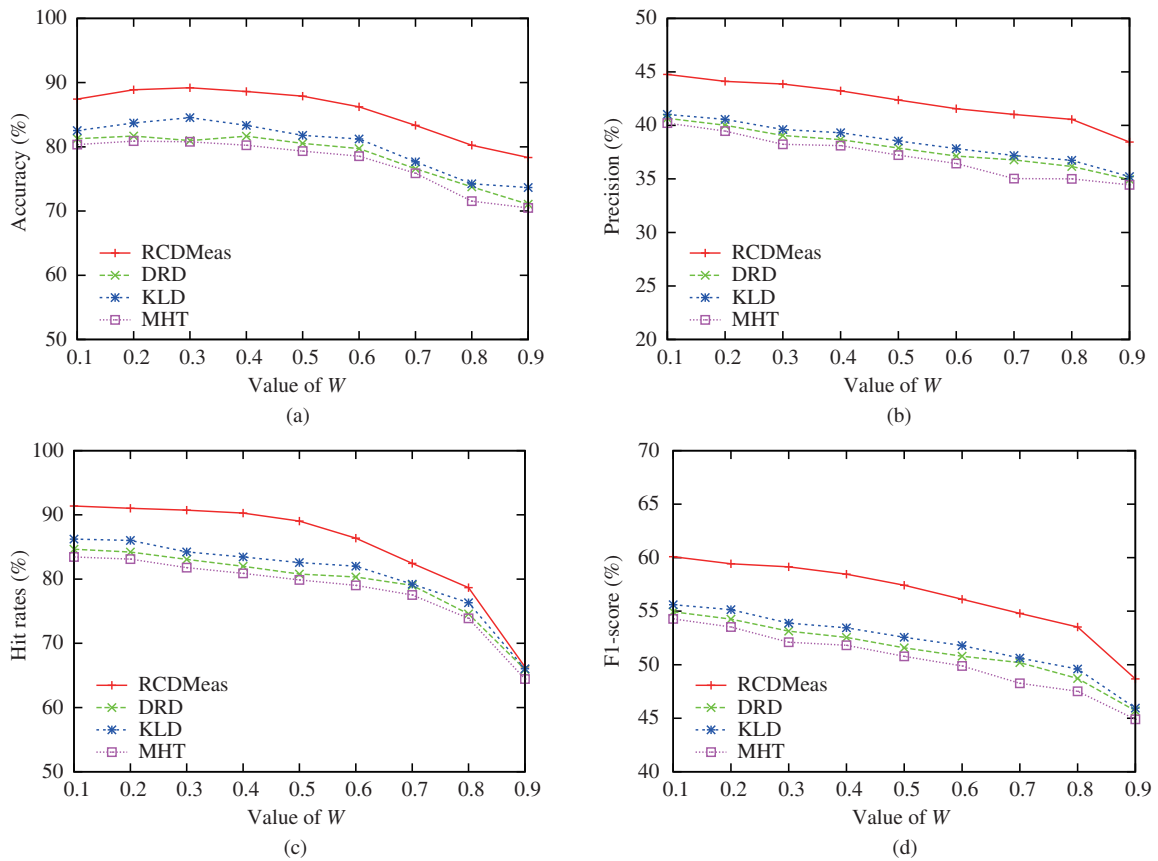 100
90
80
70
60
50
Accuracy (%)
RCDMeas
DRD
KLD
MHT
0.1 0.2 0.3 0.4 0.5 0.6 0.7 0.8 0.9
Value of W
(a)
50
45
40
35
30
25
20
Precision (%)
RCDMeas
DRD
KLD
MHT
0.1 0.2 0.3 0.4 0.5 0.6 0.7 0.8 0.9
Value of W
(b)
100
90
80
70
60
50
Hit rates (%)
RCDMeas
DRD
KLD
MHT
0.1 0.2 0.3 0.4 0.5 0.6 0.7 0.8 0.9
Value of W
(c)
70
65
60
55
50
45
40
F1-score (%)
RCDMeas
DRD
KLD
MHT
0.1 0.2 0.3 0.4 0.5 0.6 0.7 0.8 0.9
Value of W
(d)